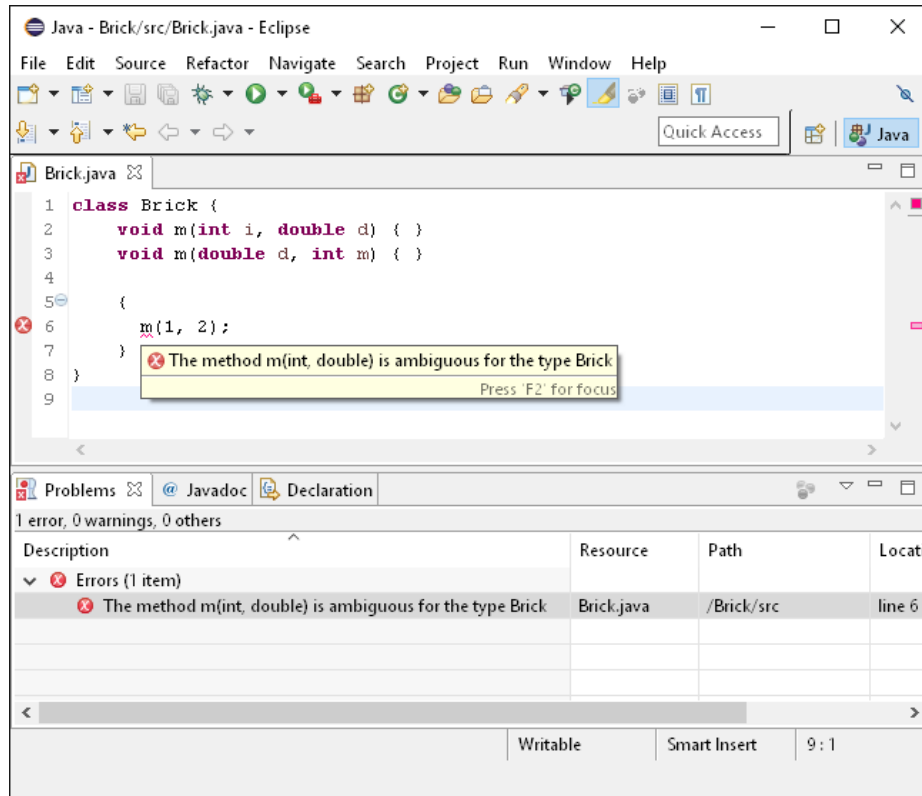 Java - Brick/src/Brick.java - Eclipse
File Edit Source Refactor Navigate Search Project Run Window Help
Quick Access Java
Brick.java
1 class Brick {
2 void m(int i, double d) { }
3 void m(double d, int m) { }
4
5 {
6 m(1, 2);
7 }
The method m(int, double) is ambiguous for the type Brick
8 }
Press 'F2' for focus
9
Problems @ Javadoc Declaration
1 error, 0 warnings, 0 others
Description Resource Path Locat
Errors (1 item)
The method m(int, double) is ambiguous for the type Brick Brick.java /Brick/src line 6
Writable Smart Insert 9 : 1